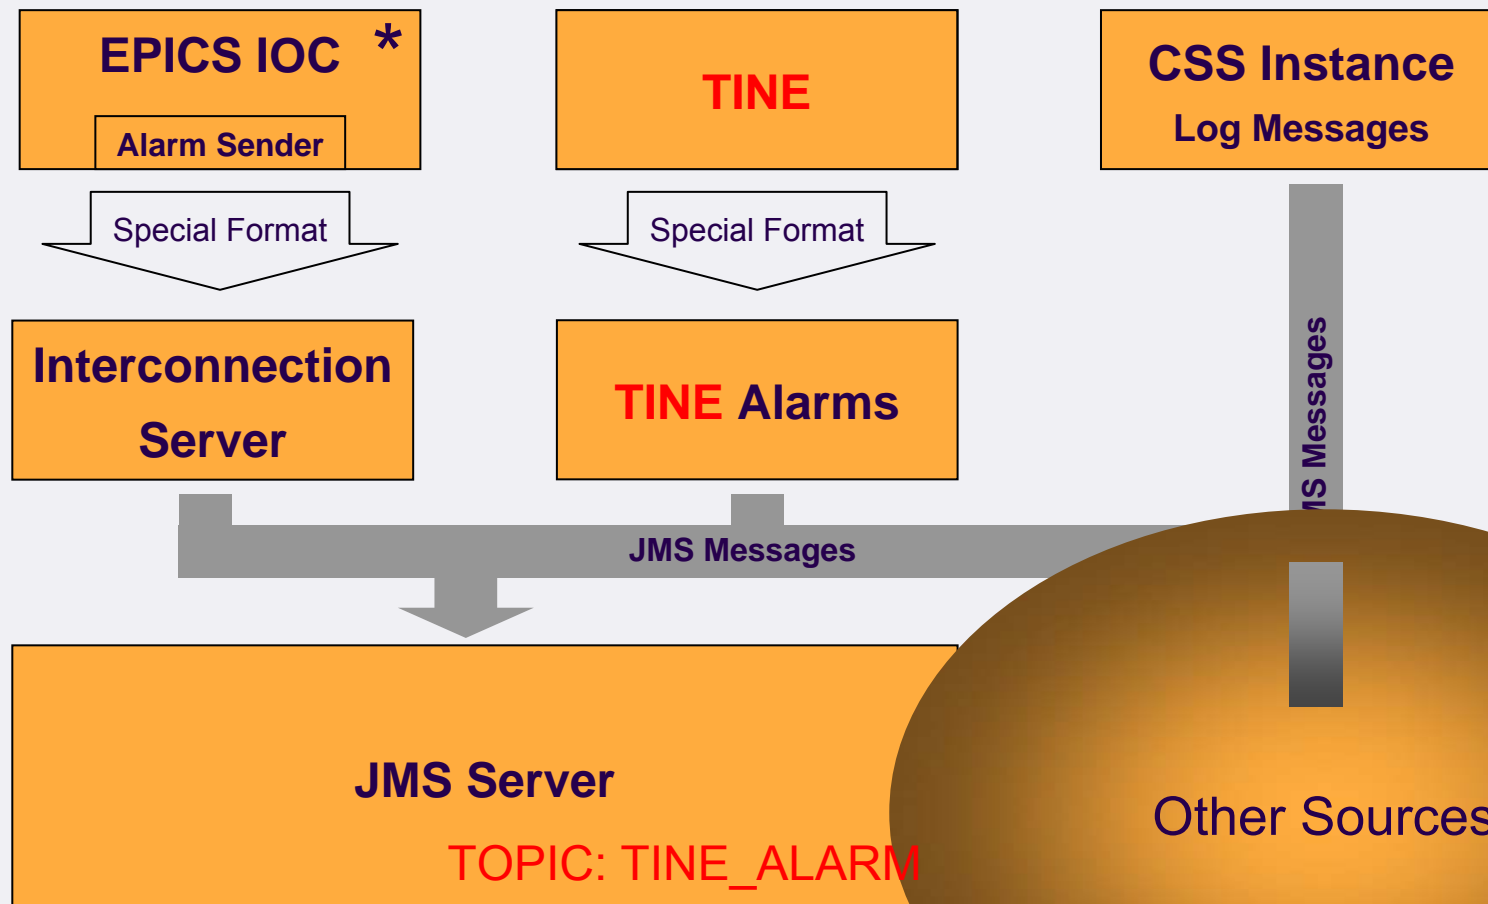 EPICS IOC *
Alarm Sender
TINE
CSS Instance
Log Messages
Special Format
Special Format
Interconnection
Server
TINE Alarms
Messages
JMS Messages
JMS Server
TOPIC: TINE_ALARM
Other Sources